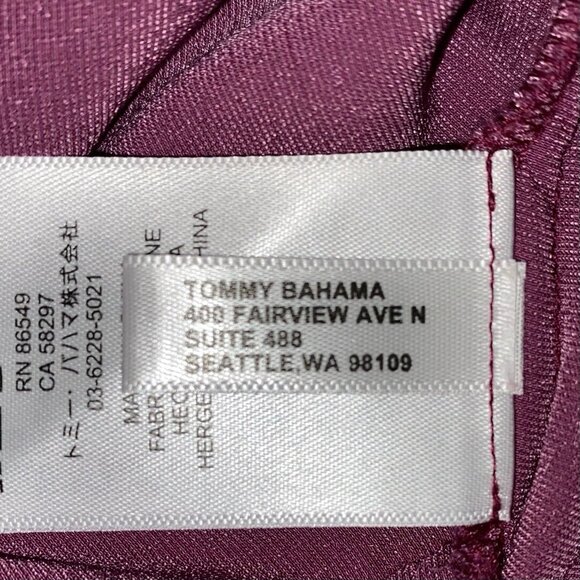 TOMMY BAHAMA
400 FAIRVIEW AVE N
SUITE 488
SEATTLE, WA 98109
RN 86549
CA 58297
トミー・バハマ株式会社
03-6228-5021